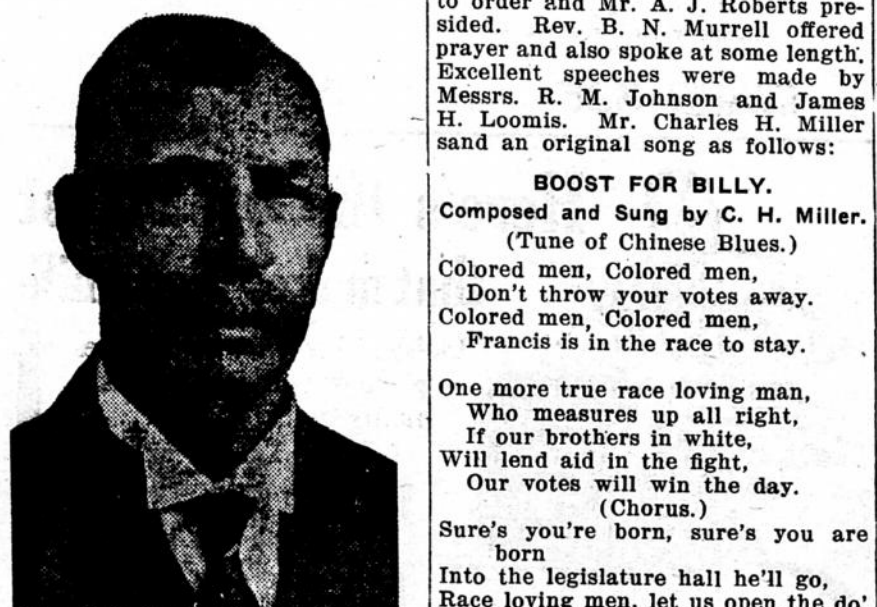 to order and Mr. A. J. Roberts pre-
sided. Rev. B. N. Murrell offered
prayer and also spoke at some length.
Excellent speeches were made by
Messrs. R. M. Johnson and James
H. Loomis. Mr. Charles H. Miller
sand an original song as follows:
BOOST FOR BILLY.
Composed and Sung by C. H. Miller.
(Tune of Chinese Blues.)
Colored men, Colored men,
Don't throw your votes away.
Colored men, Colored men,
Francis is in the race to stay.
One more true race loving man,
Who measures up all right,
If our brothers in white,
Will lend aid in the fight,
Our votes will win the day.
(Chorus.)
Sure's you're born, sure's you are
born
Into the legislature hall he'll go,
Race loving men, let us open the do'